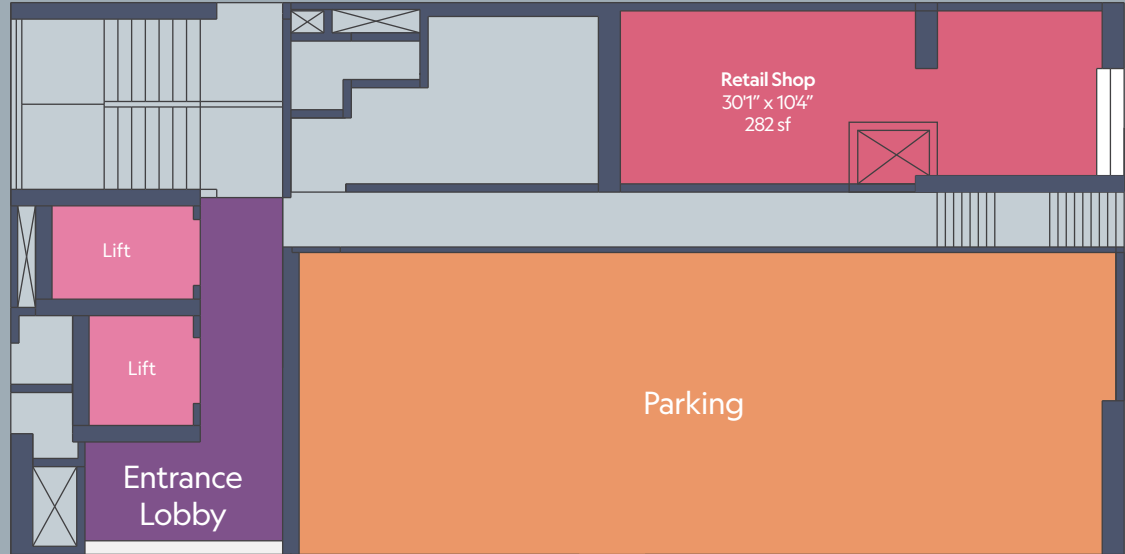 Retail Shop
30'1” x 10'4”
282 sf
Lift
Lift
Parking
Entrance
Lobby